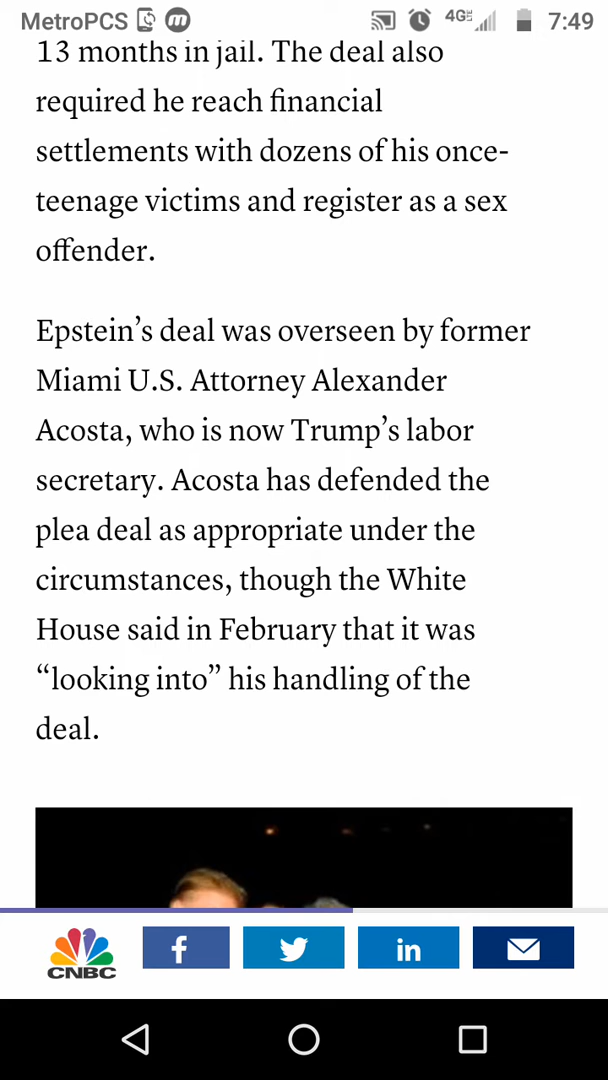 MetroPCS 4G LTE 7:49
13 months in jail. The deal also
required he reach financial
settlements with dozens of his once-
teenage victims and register as a sex
offender.
Epstein’s deal was overseen by former
Miami U.S. Attorney Alexander
Acosta, who is now Trump’s labor
secretary. Acosta has defended the
plea deal as appropriate under the
circumstances, though the White
House said in February that it was
“looking into” his handling of the
deal.
CNBC